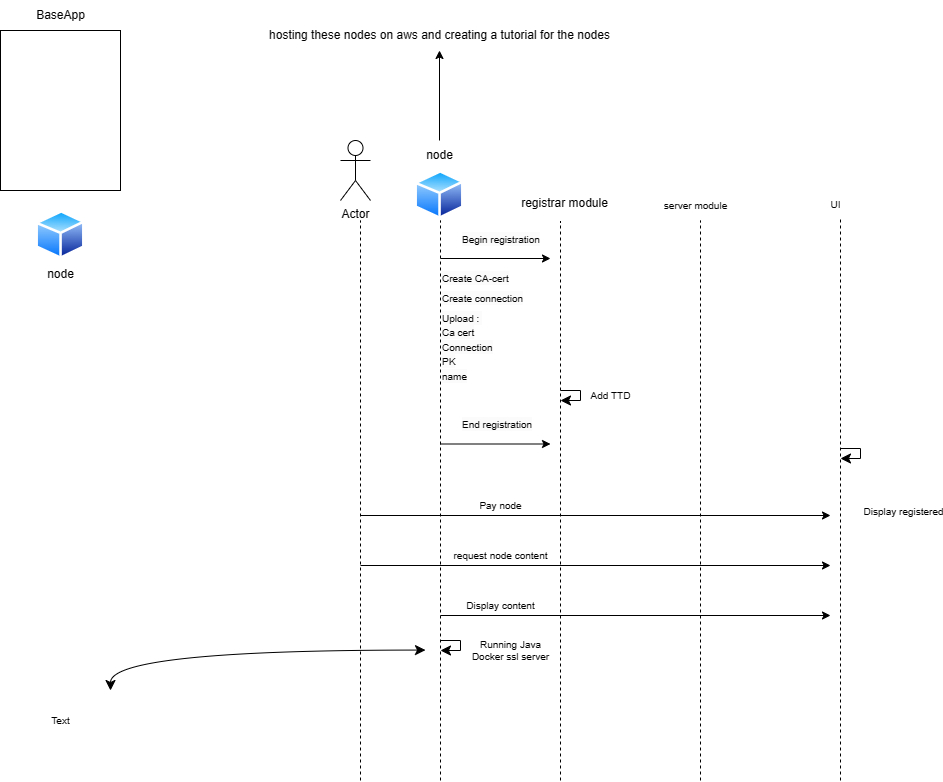 BaseApp
hosting these nodes on aws and creating a tutorial for the nodes
node
Actor
registrar module
server module
UI
node
Begin registration
Create CA-cert
Create connection
Upload :
Ca cert
Connection
PK
name
Add TTD
End registration
Pay node
Display registered
request node content
Display content
Running Java
Docker ssl server
Text